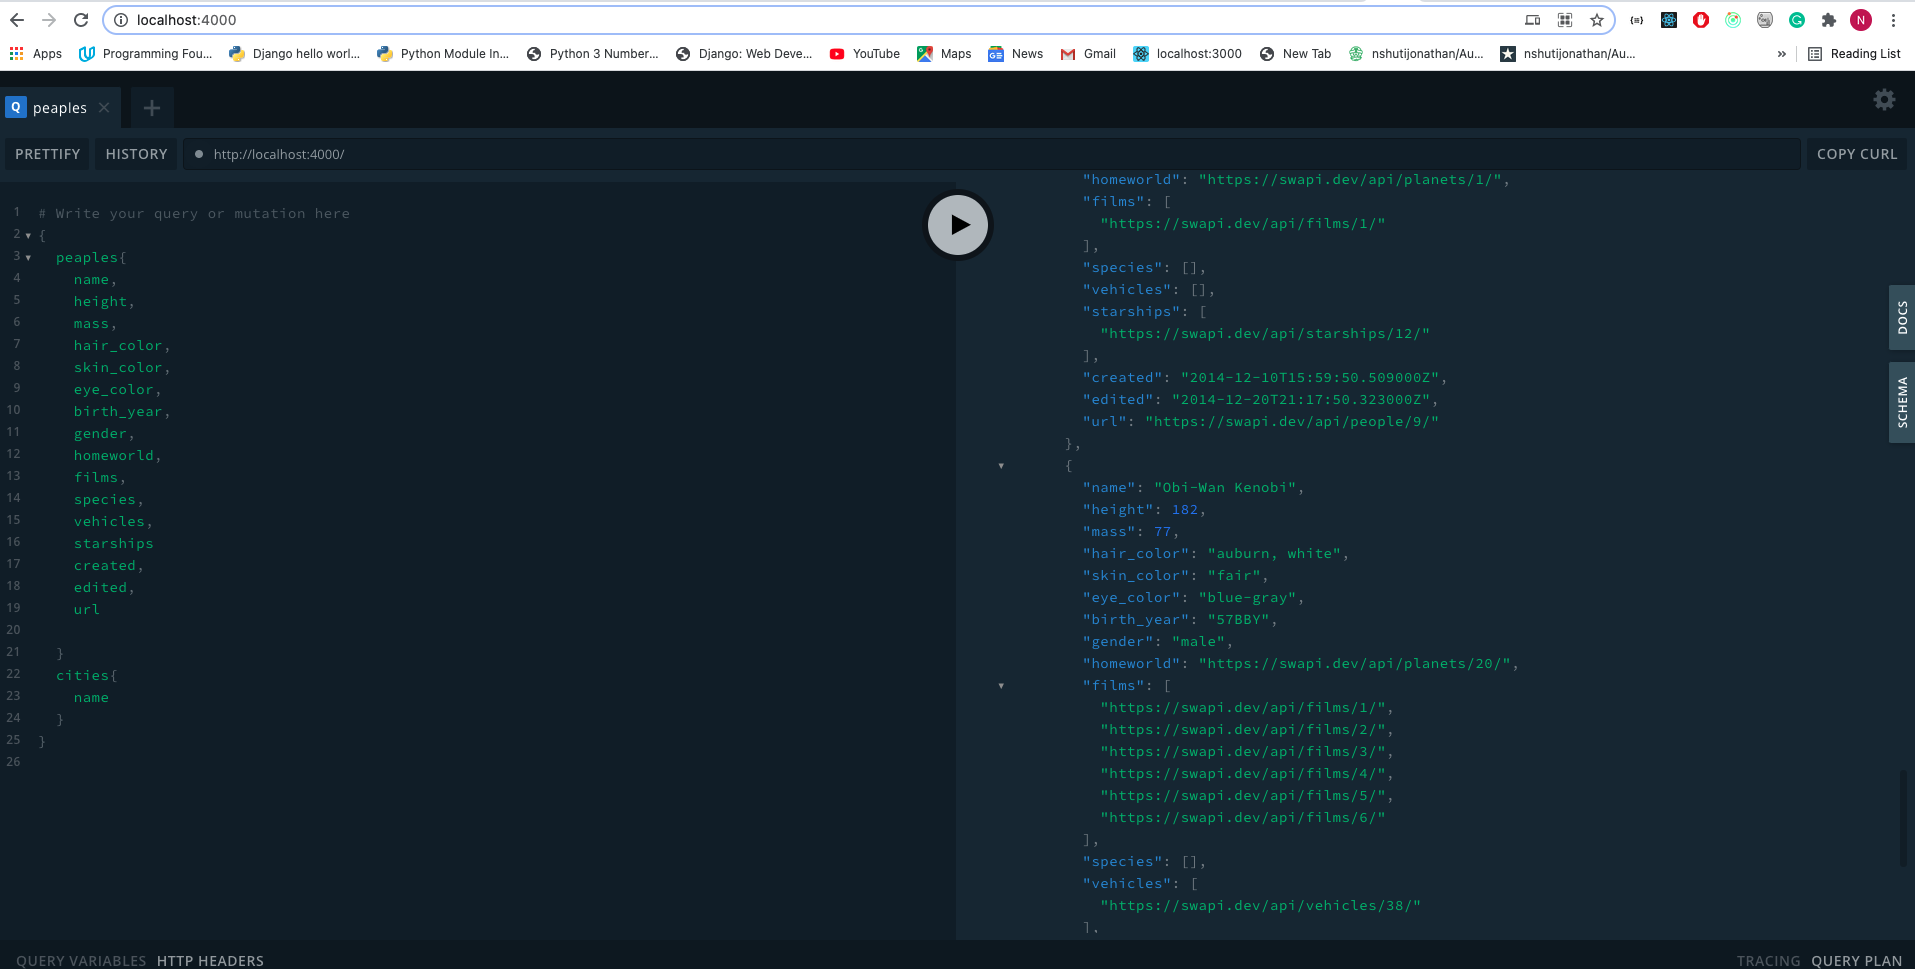 localhost:4000
N
Apps Programming Fou... Django hello worl... Python Module In... Python 3 Number... Django: Web Deve... YouTube Maps News Gmail localhost:3000 New Tab nshutijonathan/Au... nshutijonathan/Au... » Reading List
Q peaples
PRETTIFY HISTORY http://localhost:4000/ COPY CURL
1 # Write your query or mutation here
2 {
3 peaples{
4 name,
5 height,
6 mass,
7 hair_color,
8 skin_color,
9 eye_color,
10 birth_year,
11 gender,
12 homeworld,
13 films,
14 species,
15 vehicles,
16 starships
17 created,
18 edited,
19 url
20
21 }
22 cities{
23 name
24 }
25 }
26
"homeworld": "https://swapi.dev/api/planets/1/",
"films": [
"https://swapi.dev/api/films/1/"
],
"species": [],
"vehicles": [],
"starships": [
"https://swapi.dev/api/starships/12/"
],
"created": "2014-12-10T15:59:50.509000Z",
"edited": "2014-12-20T21:17:50.323000Z",
"url": "https://swapi.dev/api/people/9/"
},
{
"name": "Obi-Wan Kenobi",
"height": 182,
"mass": 77,
"hair_color": "auburn, white",
"skin_color": "fair",
"eye_color": "blue-gray",
"birth_year": "57BBY",
"gender": "male",
"homeworld": "https://swapi.dev/api/planets/20/",
"films": [
"https://swapi.dev/api/films/1/",
"https://swapi.dev/api/films/2/",
"https://swapi.dev/api/films/3/",
"https://swapi.dev/api/films/4/",
"https://swapi.dev/api/films/5/",
"https://swapi.dev/api/films/6/"
],
"species": [],
"vehicles": [
"https://swapi.dev/api/vehicles/38/"
],
DOCS
SCHEMA
QUERY VARIABLES HTTP HEADERS
TRACING QUERY PLAN